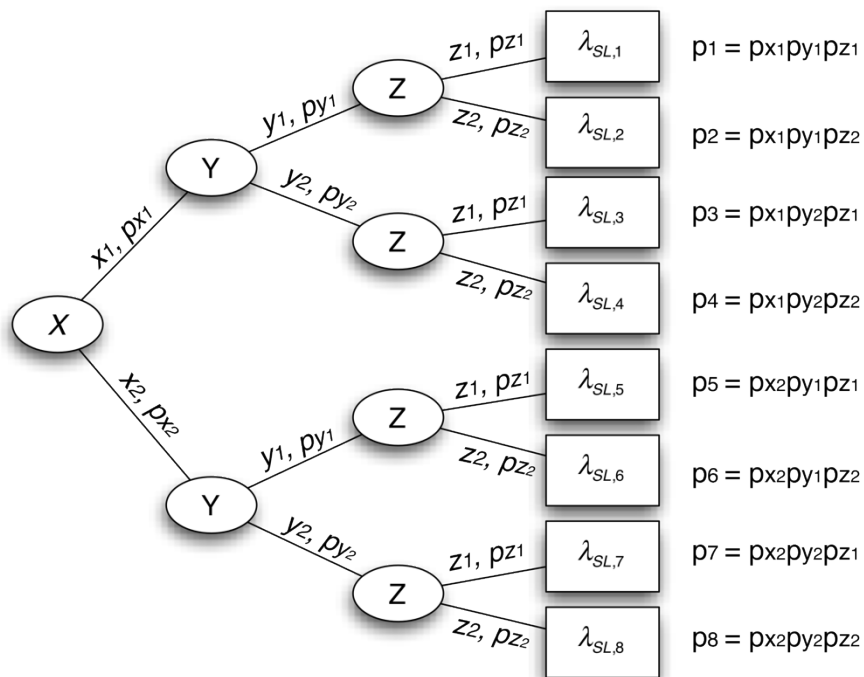 z1, pz1
λSL,1
p1 = px1py1pz1
Z
y1, py1
z2, pz2
λSL,2
p2 = px1py1pz2
Y
x1, px1
y2, py2
z1, pz1
λSL,3
p3 = px1py2pz1
Z
z2, pz2
λSL,4
p4 = px1py2pz2
X
x2, px2
z1, pz1
λSL,5
p5 = px2py1pz1
Z
y1, py1
z2, pz2
λSL,6
p6 = px2py1pz2
Y
y2, py2
z1, pz1
λSL,7
p7 = px2py2pz1
Z
z2, pz2
λSL,8
p8 = px2py2pz2